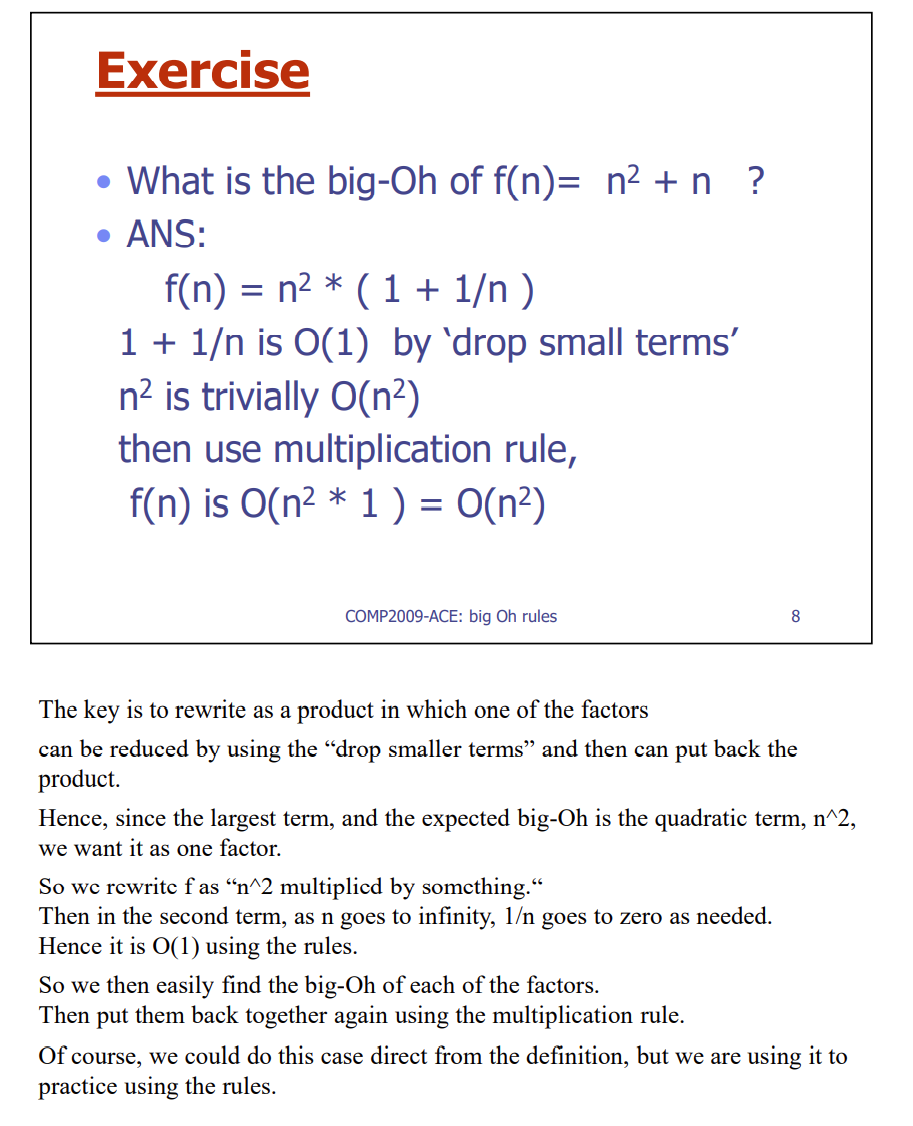 Exercise
• What is the big-Oh of f(n)= n² + n ?
• ANS:
f(n) = n² * ( 1 + 1/n )
1 + 1/n is O(1) by ‘drop small terms’
n² is trivially O(n²)
then use multiplication rule,
f(n) is O(n² * 1 ) = O(n²)
COMP2009-ACE: big Oh rules 8
The key is to rewrite as a product in which one of the factors
can be reduced by using the “drop smaller terms” and then can put back the
product.
Hence, since the largest term, and the expected big-Oh is the quadratic term, n^2,
we want it as one factor.
So we rewrite f as “n^2 multiplied by something.“
Then in the second term, as n goes to infinity, 1/n goes to zero as needed.
Hence it is O(1) using the rules.
So we then easily find the big-Oh of each of the factors.
Then put them back together again using the multiplication rule.
Of course, we could do this case direct from the definition, but we are using it to
practice using the rules.